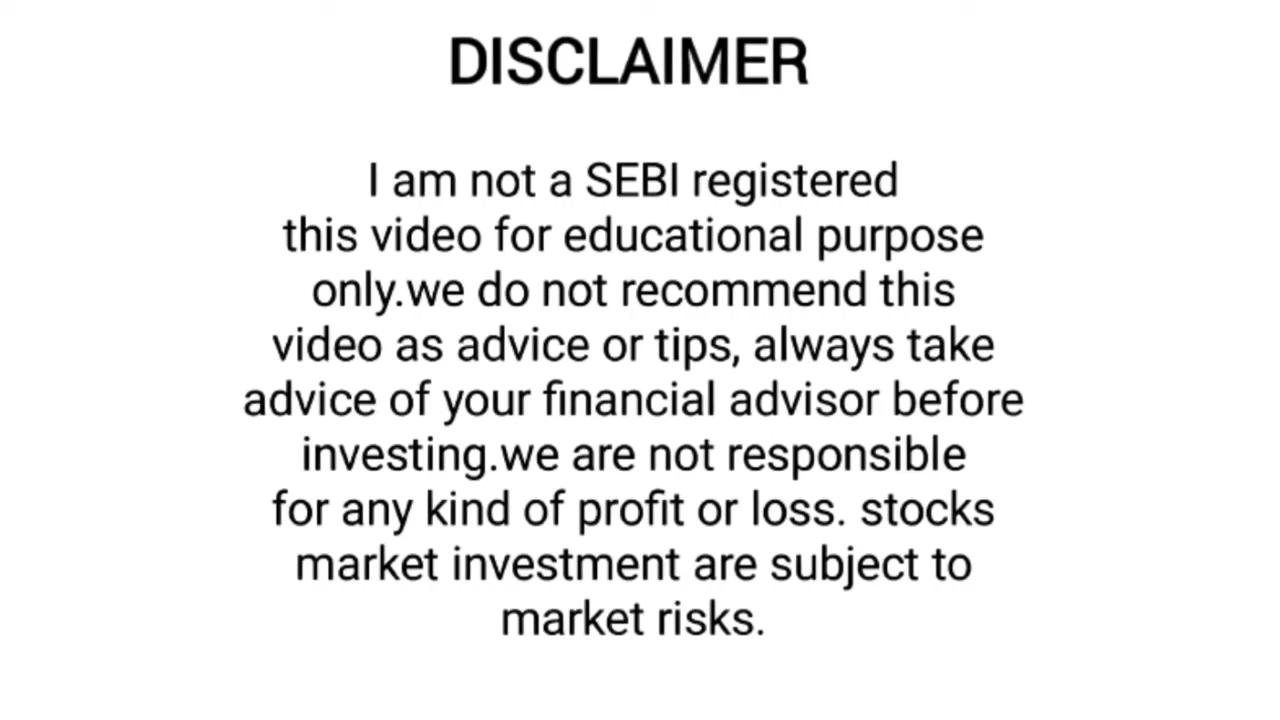 DISCLAIMER
I am not a SEBI registered
this video for educational purpose
only.we do not recommend this
video as advice or tips, always take
advice of your financial advisor before
investing.we are not responsible
for any kind of profit or loss. stocks
market investment are subject to
market risks.